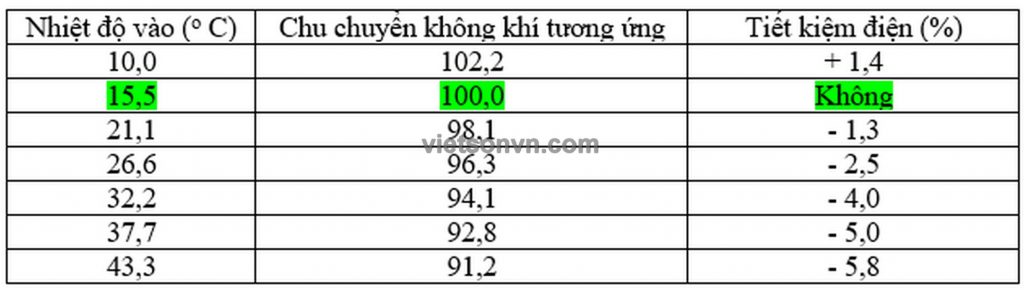 Nhiệt độ vào (º C) Chu chuyển không khí tương ứng Tiết kiệm điện (%)
10,0 102,2 + 1,4
15,5 100,0 Không
21,1 98,1 - 1,3
vietsonvn.com
26,6 96,3 - 2,5
32,2 94,1 - 4,0
37,7 92,8 - 5,0
43,3 91,2 - 5,8